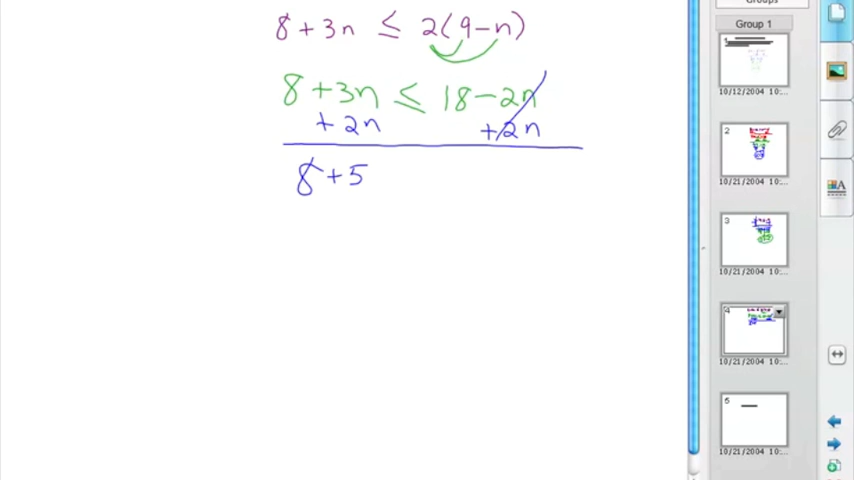 Groups
Group 1
8 + 3n ≤ 2(9 - n)
8 + 3n ≤ 18 - 2n
+ 2n +2n
8 + 5
1
10/12/2004 10:...
2
10/21/2004 10:...
3
10/21/2004 10:...
4
10/21/2004 10:...
5
10/21/2004 10:...